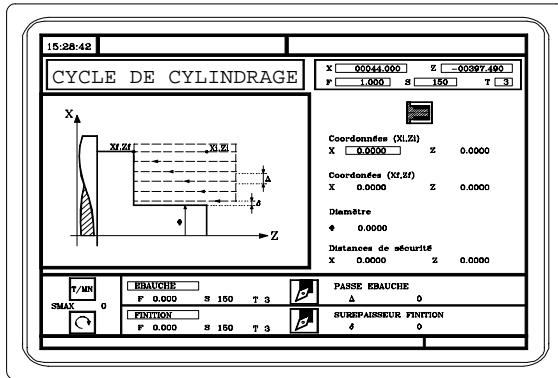 15:28:42
CYCLE DE CYLINDRAGE
X 00044.000 Z -00397.490
F 1.000 S 150 T 3
X
Xf,Zf
Xi,Zi
Δ
δ
Φ
Z
Coordonnées (Xi,Zi)
X 0.0000 Z 0.0000
Coordonées (Xf,Zf)
X 0.0000 Z 0.0000
Diamètre
Φ 0.0000
Distances de sécurité
X 0.0000 Z 0.0000
T/MN
SMAX 0
EBAUCHE
F 0.000 S 150 T 3
PASSE EBAUCHE
Δ 0
FINITION
F 0.000 S 150 T 3
SUREPAISSEUR FINITION
δ 0